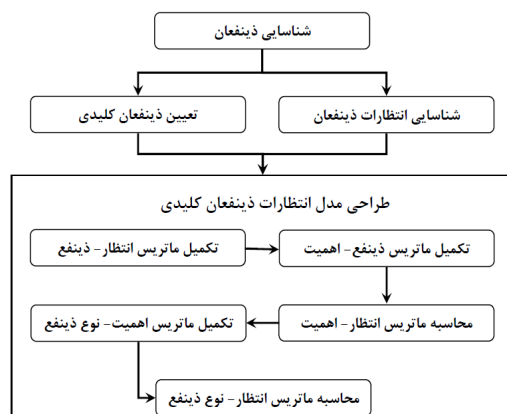 شناسایی ذینفعان
شناسایی انتظارات ذینفعان
تعیین ذینفعان کلیدی
طراحی مدل انتظارات ذینفعان کلیدی
تکمیل ماتریس انتظار- ذینفع
تکمیل ماتریس ذینفع- اهمیت
محاسبه ماتریس انتظار- اهمیت
تکمیل ماتریس اهمیت- نوع ذینفع
محاسبه ماتریس انتظار- نوع ذینفع